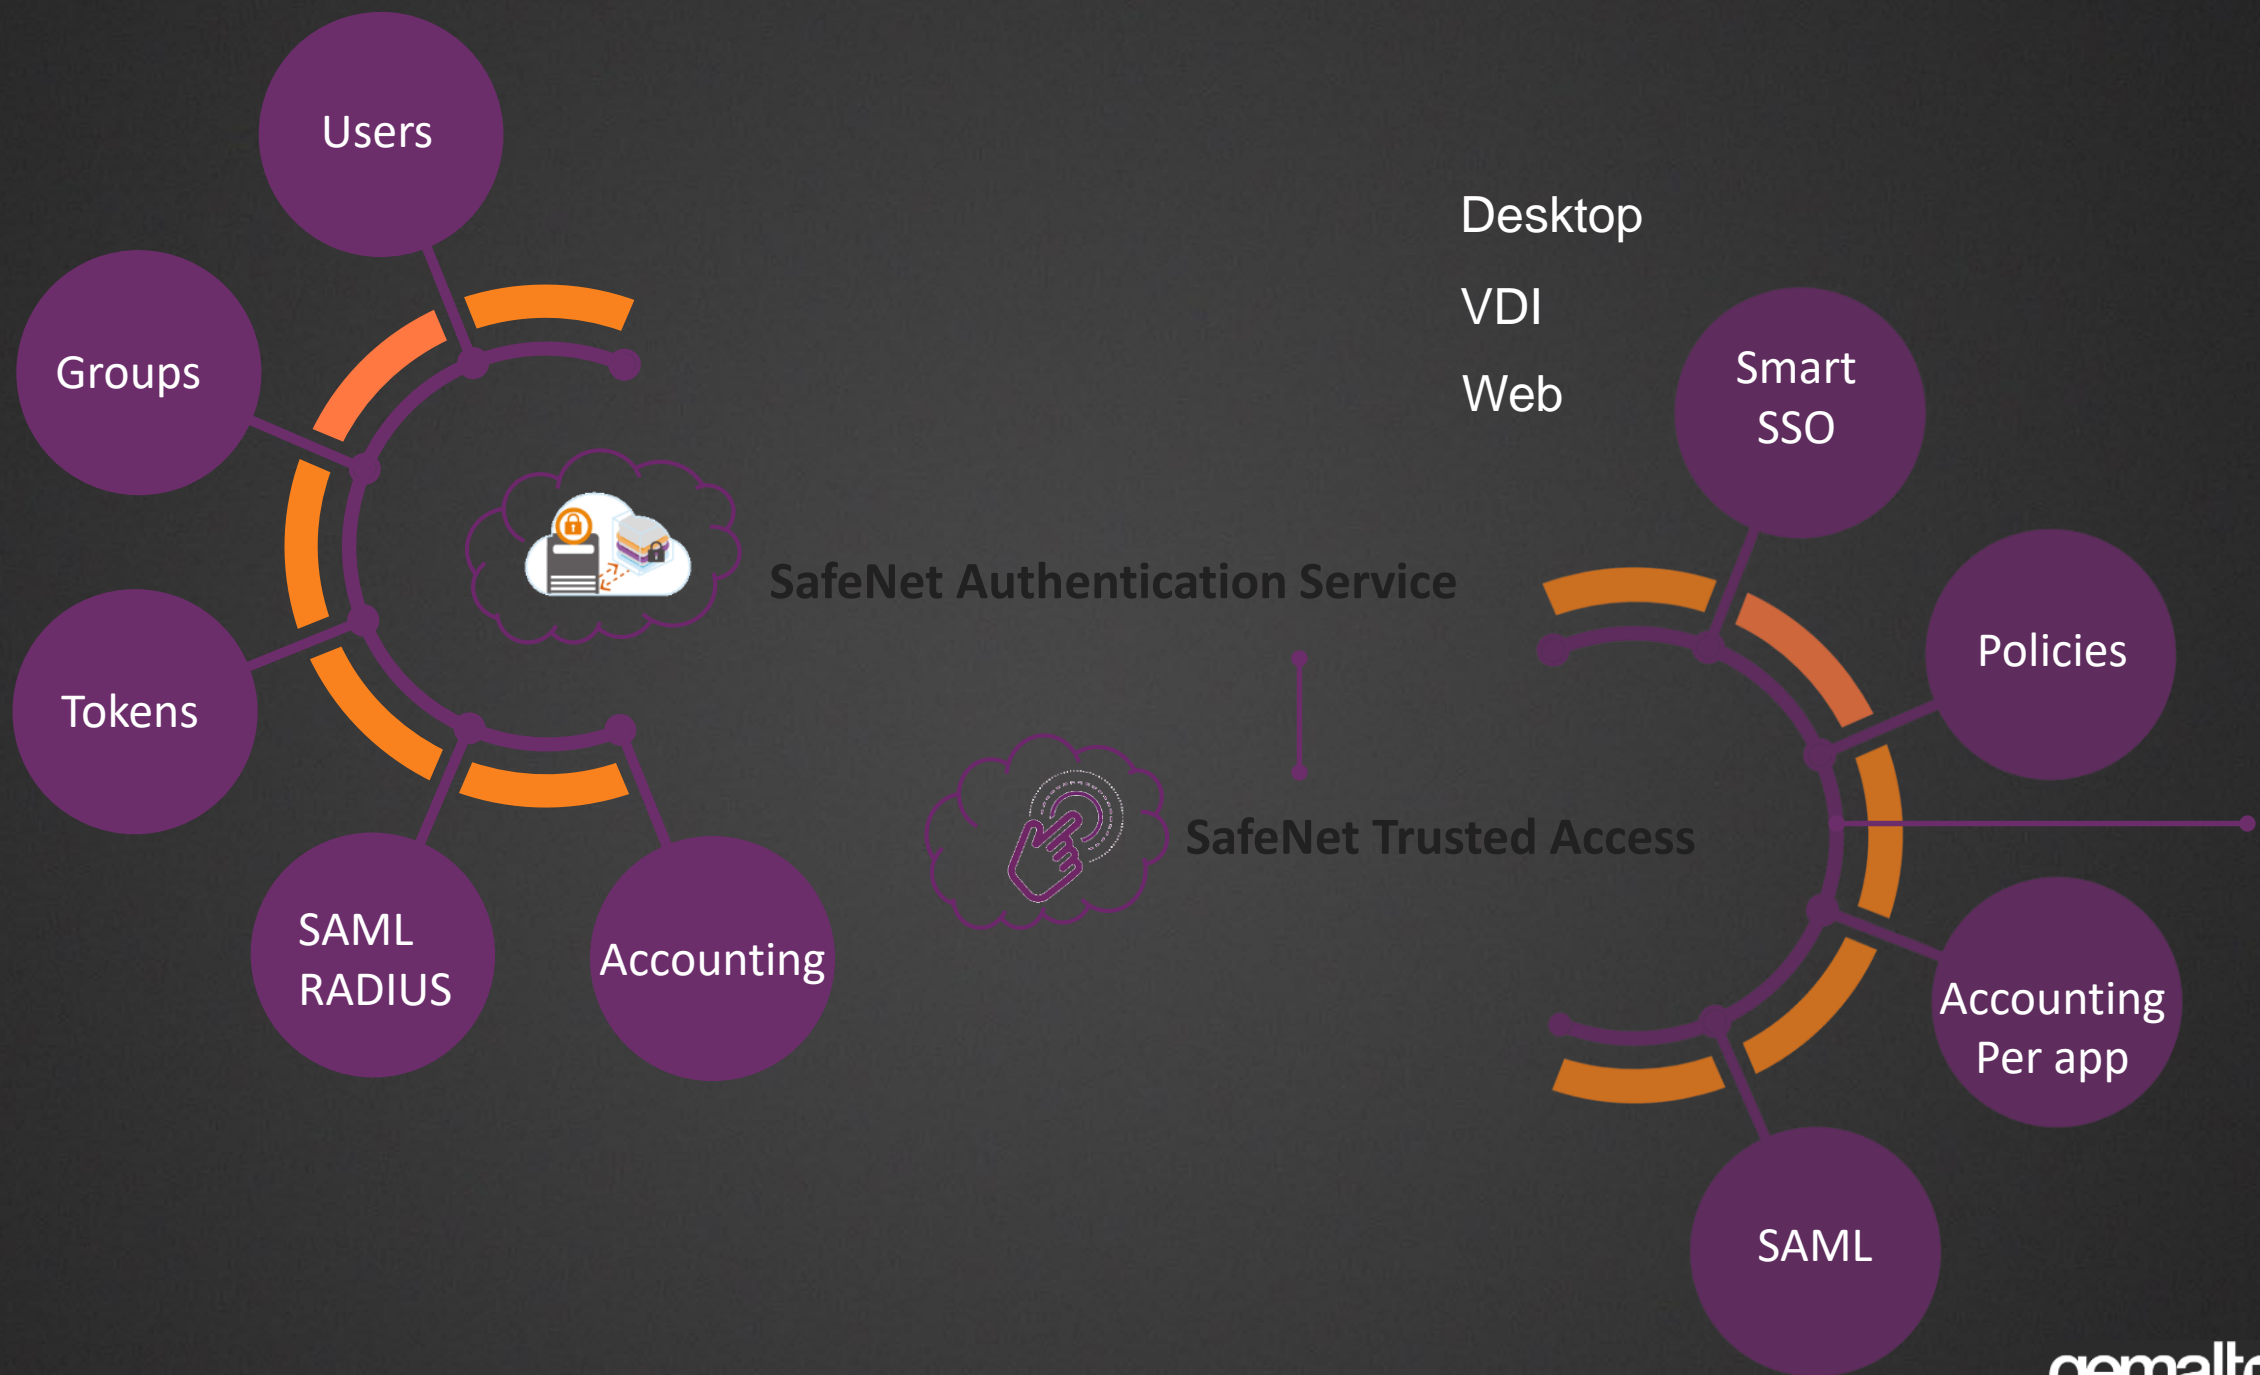 Users
Groups
Tokens
SAML
RADIUS
Accounting
SafeNet Authentication Service
SafeNet Trusted Access
Desktop
VDI
Web
Smart
SSO
Policies
Accounting
Per app
SAML
gemalto